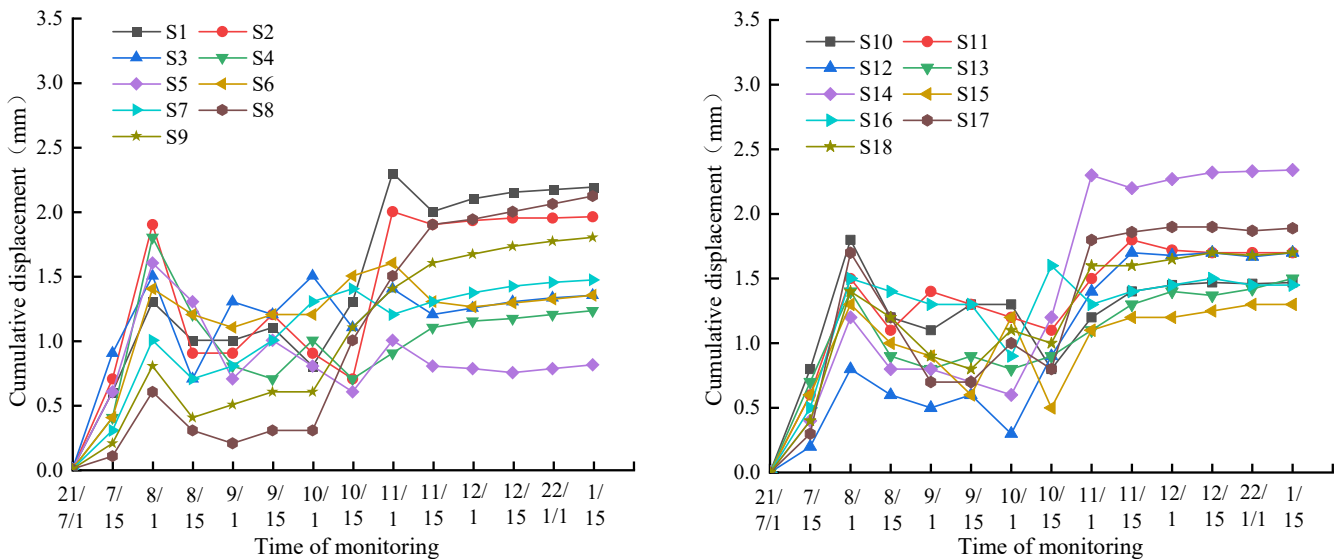 3.5
3.0
2.5
2.0
1.5
1.0
0.5
0.0
Cumulative displacement（mm）
S1 S2
S3 S4
S5 S6
S7 S8
S9
21/ 7/ 8/ 8/ 9/ 9/ 10/ 10/ 11/ 11/ 12/ 12/ 22/ 1/
7/1 15 1 15 1 15 1 15 1 15 1 15 1/1 15
Time of monitoring
3.5
3.0
2.5
2.0
1.5
1.0
0.5
0.0
Cumulative displacement（mm）
S10 S11
S12 S13
S14 S15
S16 S17
S18
21/ 7/ 8/ 8/ 9/ 9/ 10/ 10/ 11/ 11/ 12/ 12/ 22/ 1/
7/1 15 1 15 1 15 1 15 1 15 1 15 1/1 15
Time of monitoring